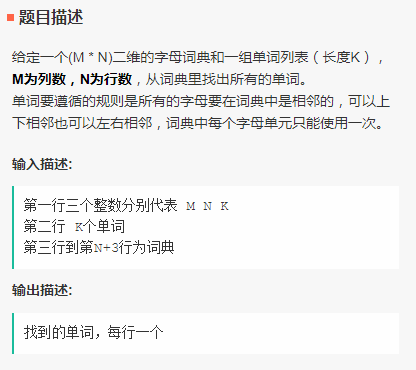 题目描述
给定一个(M * N)二维的字母词典和一组单词列表（长度K），
M为列数，N为行数，从词典里找出所有的单词。
单词要遵循的规则是所有的字母要在词典中是相邻的，可以上
下相邻也可以左右相邻，词典中每个字母单元只能使用一次。
输入描述:
第一行三个整数分别代表 M N K
第二行 K个单词
第三行到第N+3行为词典
输出描述:
找到的单词，每行一个